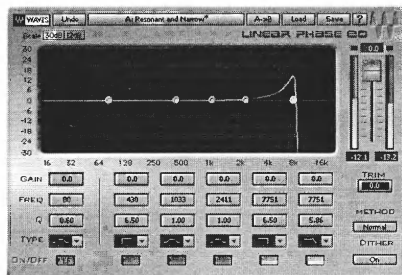 WAVES Undo A: Resonant and Narrow* A->B Load Save ?
Scale 30dB 12dB LINEAR PHASE EQ
30 0.0
24
18
12
6
0
-6
-12
-18
-24
-30 -12.1 -13.2
16 32 64 128 250 500 1k 2k 4k 8k 16k
GAIN 0.0 0.0 0.0 0.0 0.0 0.0 TRIM
0.0
FREQ 80 430 1033 2411 7751 7751
METHOD
Q 0.60 6.50 1.00 1.00 6.50 5.86 Normal
TYPE DITHER
ON/OFF On